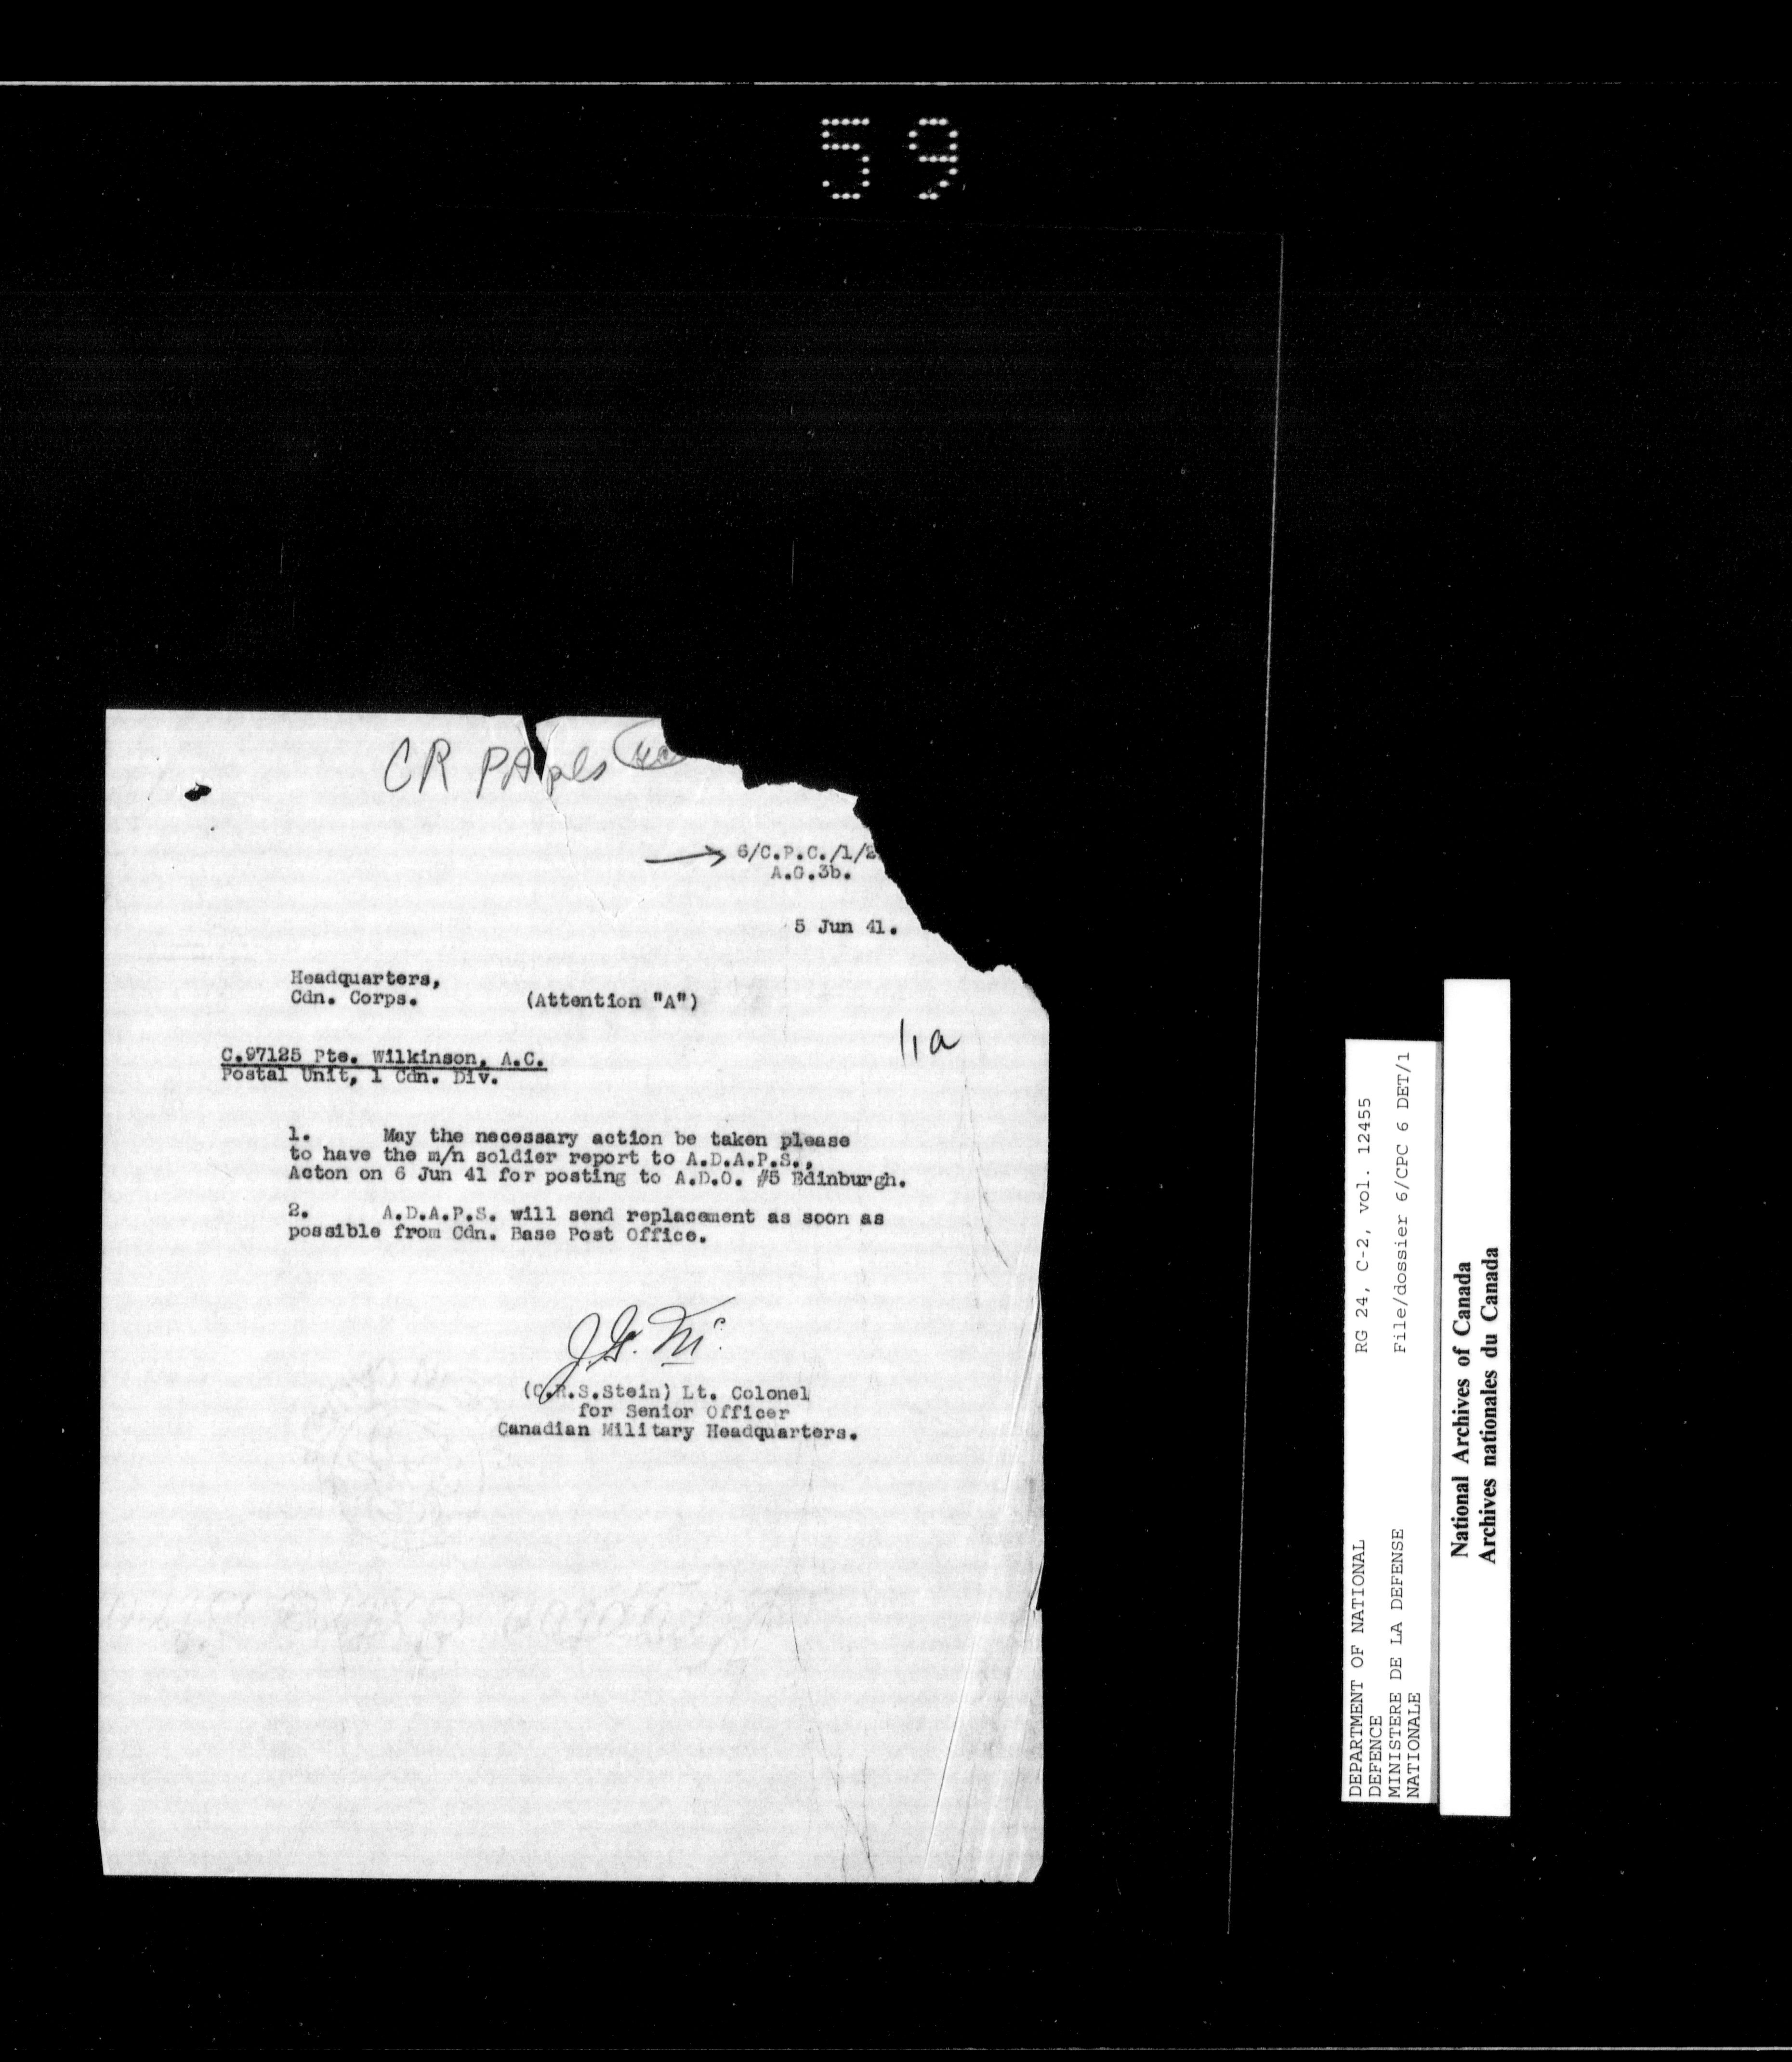 59
CR PA pls
6/C.P.C./1/2
A.G.3b.
5 Jun 41.
Headquarters,
Cdn. Corps. (Attention "A")
11a
C.97125 Pte. Wilkinson, A.C.
Postal Unit, 1 Cdn. Div.
1. May the necessary action be taken please
to have the m/n soldier report to A.D.A.P.S.,
Acton on 6 Jun 41 for posting to A.D.O. #5 Edinburgh.
2. A.D.A.P.S. will send replacement as soon as
possible from Cdn. Base Post Office.
(C.R.S.Stein) Lt. Colonel
for Senior Officer
Canadian Military Headquarters.
DEPARTMENT OF NATIONAL RG 24, C-2, vol. 12455
DEFENCE
MINISTERE DE LA DEFENSE File/dossier 6/CPC 6 DET/1
NATIONALE
National Archives of Canada
Archives nationales du Canada